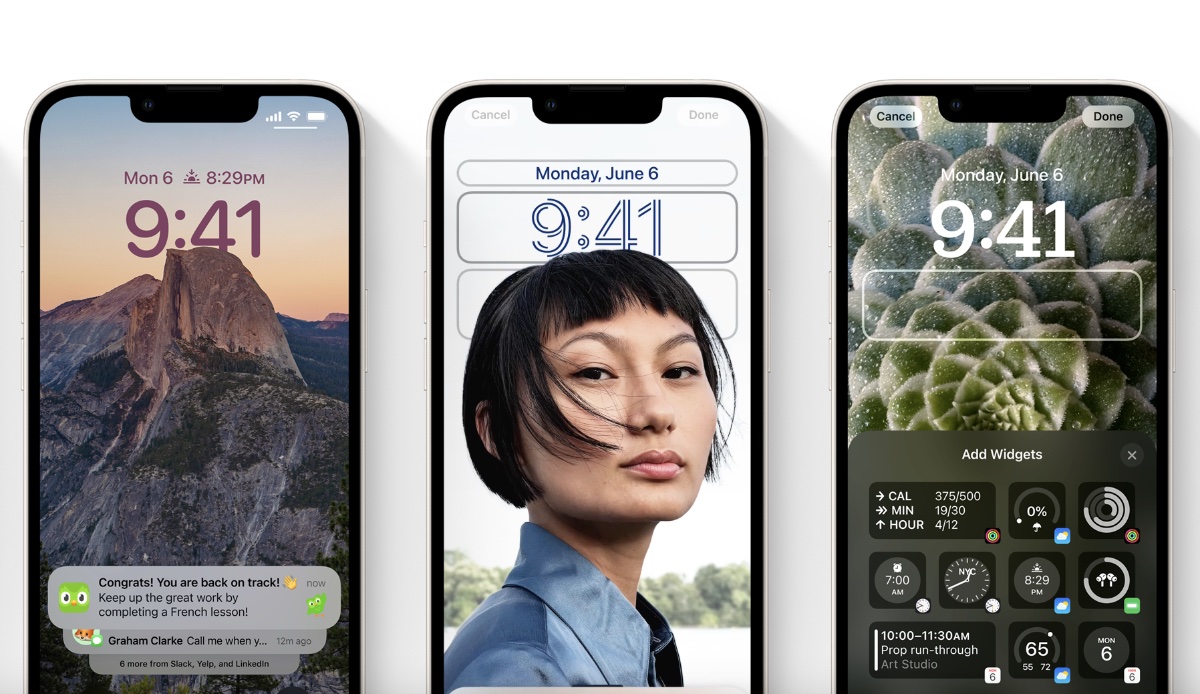 Mon 6 8:29PM
9:41
Congrats! You are back on track! 👋 now
Keep up the great work by
completing a French lesson!
Graham Clarke Call me when y... 12m ago
6 more from Slack, Yelp, and LinkedIn
Cancel Done
Monday, June 6
9:41
Cancel Done
Monday, June 6
9:41
Add Widgets
CAL 375/500
MIN 19/30
HOUR 4/12
0%
7:00
AM
NYC
8:29
PM
10:00–11:30AM
Prop run-through
Art Studio
6
65
55 72
MON
6
6